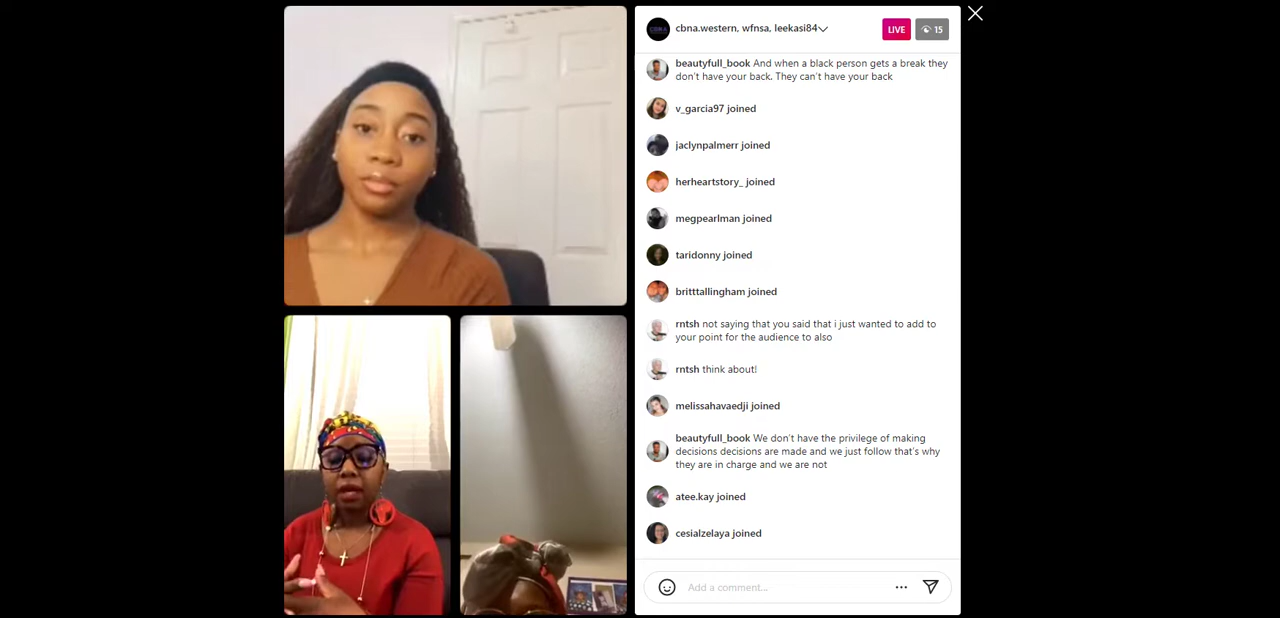 cbna.western, wfnsa, leekasi84
LIVE
15
beautyfull_book And when a black person gets a break they
don't have your back. They can't have your back
v_garcia97 joined
jaclynpalmerr joined
herheartstory_ joined
megpearlman joined
taridonny joined
britttallingham joined
rntsh not saying that you said that i just wanted to add to
your point for the audience to also
rntsh think about!
melissahavaedji joined
beautyfull_book We don't have the privilege of making
decisions decisions are made and we just follow that's why
they are in charge and we are not
atee.kay joined
cesialzelaya joined
Add a comment...